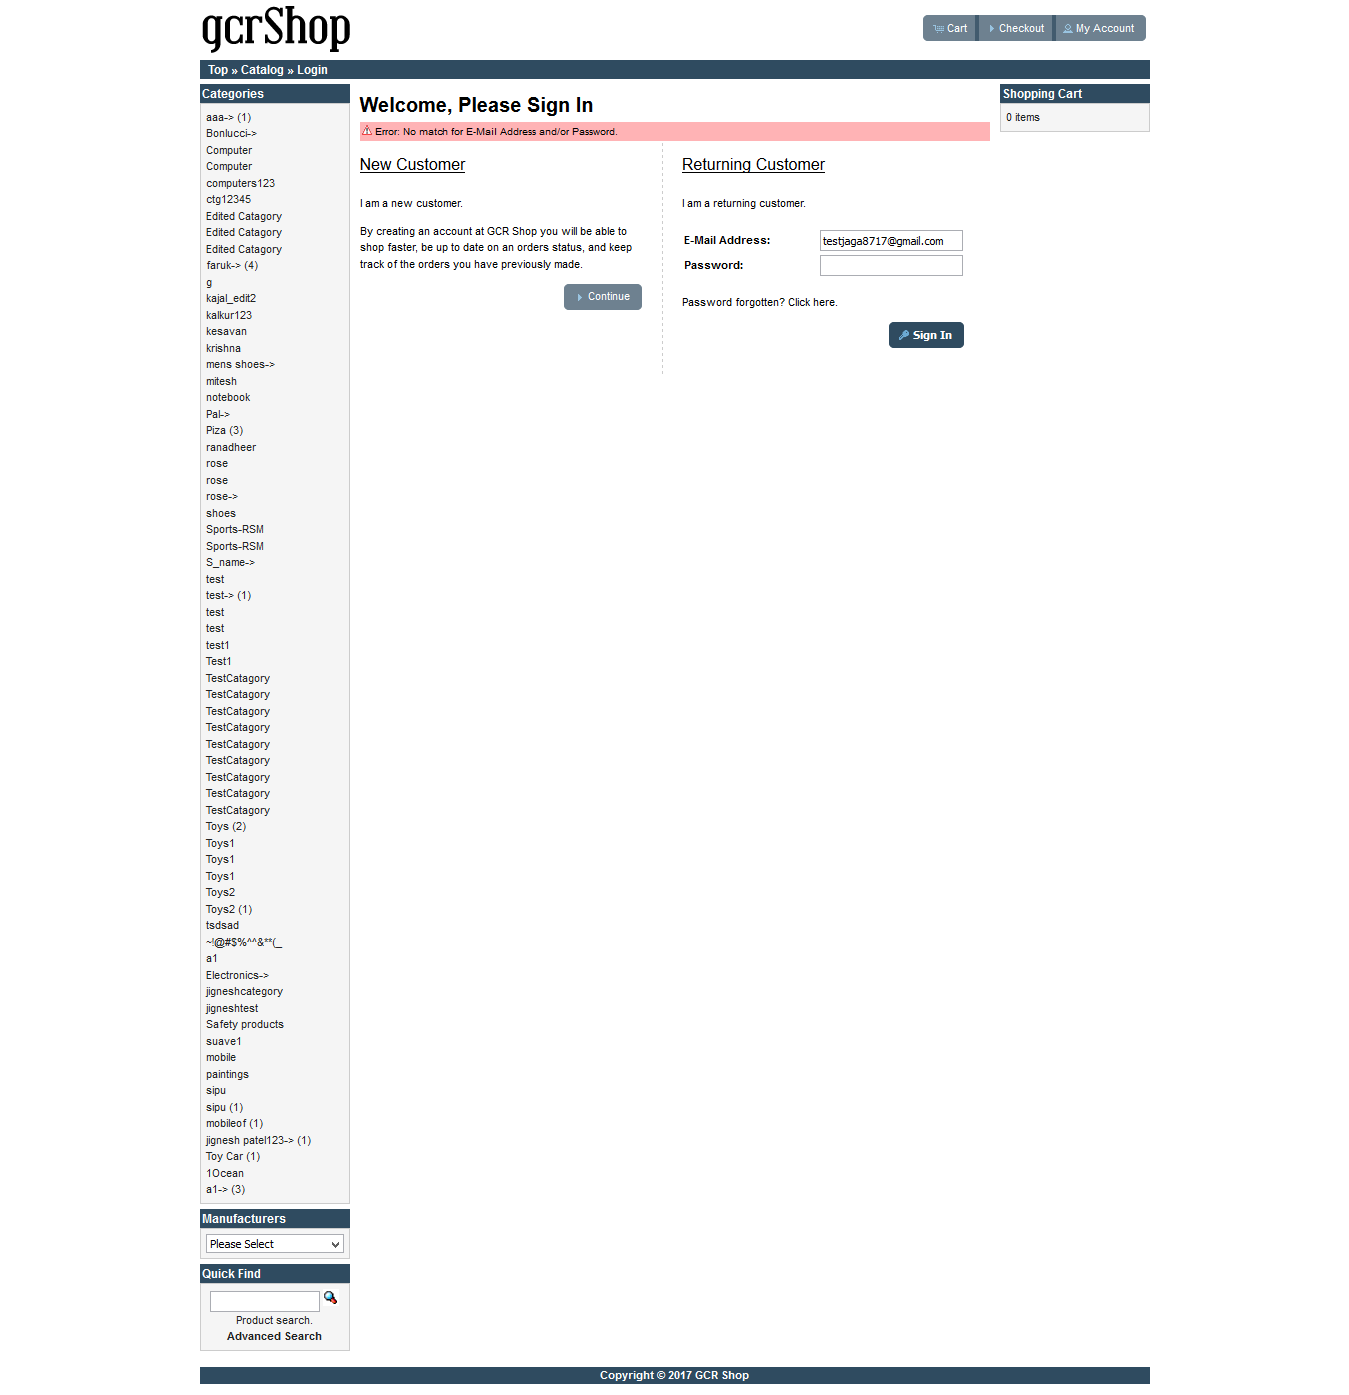 gcrShop
Cart
Checkout
My Account
Top » Catalog » Login
Categories
aaa-> (1)
Bonlucci->
Computer
Computer
computers123
ctg12345
Edited Catagory
Edited Catagory
Edited Catagory
faruk-> (4)
g
kajal_edit2
kalkur123
kesavan
krishna
mens shoes->
mitesh
notebook
Pal->
Piza (3)
ranadheer
rose
rose
rose->
shoes
Sports-RSM
Sports-RSM
S_name->
test
test-> (1)
test
test
test1
Test1
TestCatagory
TestCatagory
TestCatagory
TestCatagory
TestCatagory
TestCatagory
TestCatagory
TestCatagory
TestCatagory
Toys (2)
Toys1
Toys1
Toys1
Toys2
Toys2 (1)
tsdsad
~!@#$%^^&**(_
a1
Electronics->
jigneshcategory
jigneshtest
Safety products
suave1
mobile
paintings
sipu
sipu (1)
mobileof (1)
jignesh patel123-> (1)
Toy Car (1)
1Ocean
a1-> (3)
Manufacturers
Please Select
Quick Find
Product search.
Advanced Search
Welcome, Please Sign In
Error: No match for E-Mail Address and/or Password.
New Customer
I am a new customer.
By creating an account at GCR Shop you will be able to
shop faster, be up to date on an orders status, and keep
track of the orders you have previously made.
Continue
Returning Customer
I am a returning customer.
E-Mail Address:
testjaga8717@gmail.com
Password:
Password forgotten? Click here.
Sign In
Shopping Cart
0 items
Copyright © 2017 GCR Shop